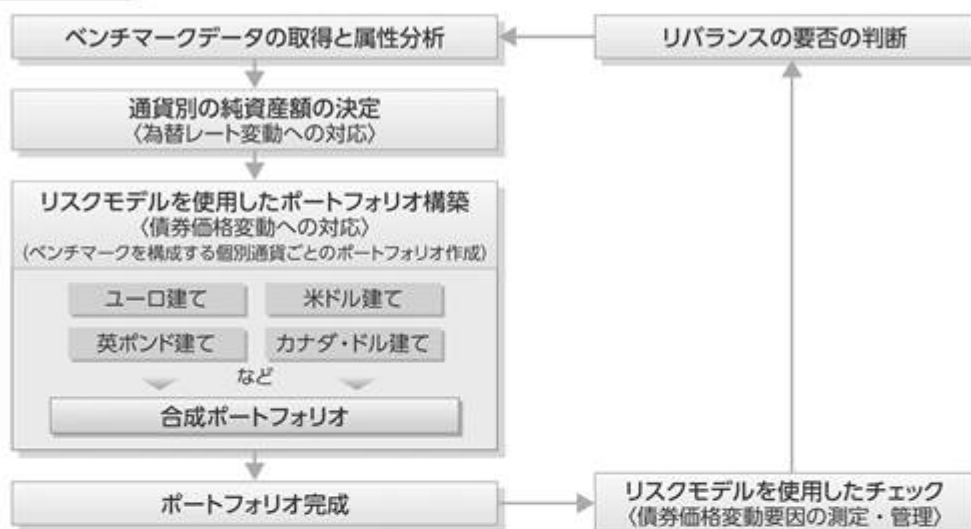 ベンチマークデータの取得と属性分析
リバランスの要否の判断
通貨別の純資産額の決定
〈為替レート変動への対応〉
リスクモデルを使用したポートフォリオ構築
〈債券価格変動への対応〉
(ベンチマークを構成する個別通貨ごとのポートフォリオ作成)
ユーロ建て
米ドル建て
英ポンド建て
カナダ・ドル建て
など
合成ポートフォリオ
ポートフォリオ完成
リスクモデルを使用したチェック
〈債券価格変動要因の測定・管理〉